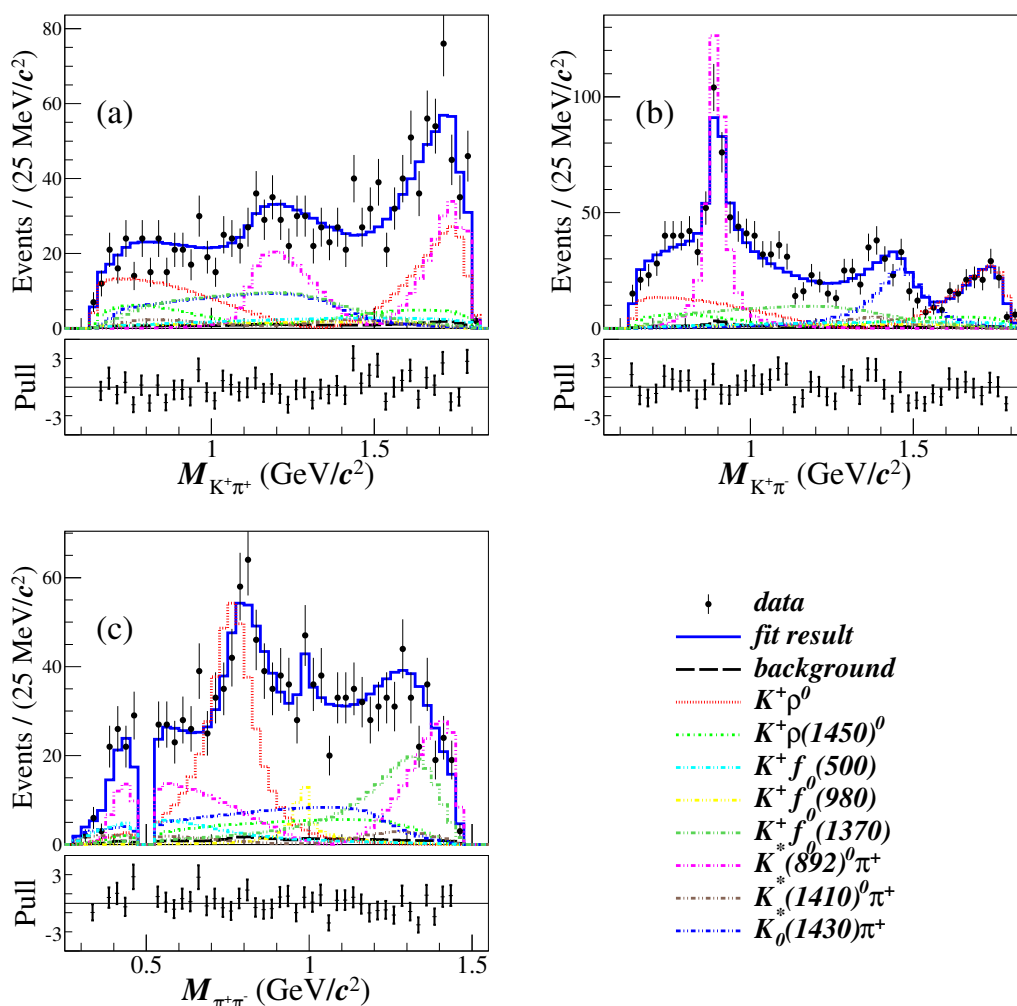 80
60
40
20
0
Events / (25 MeV/c²)
(a)
3
-3
Pull
1
1.5
M_K⁺π⁺ (GeV/c²)
100
50
0
Events / (25 MeV/c²)
(b)
3
-3
Pull
1
1.5
M_K⁺π⁻ (GeV/c²)
60
40
20
0
Events / (25 MeV/c²)
(c)
3
-3
Pull
0.5
1
1.5
M_π⁺π⁻ (GeV/c²)
data
fit result
background
K⁺ρ⁰
K⁺ρ(1450)⁰
K⁺f₀(500)
K⁺f₀(980)
K⁺f₀(1370)
K*(892)⁰π⁺
K*(1410)⁰π⁺
K*₀(1430)π⁺